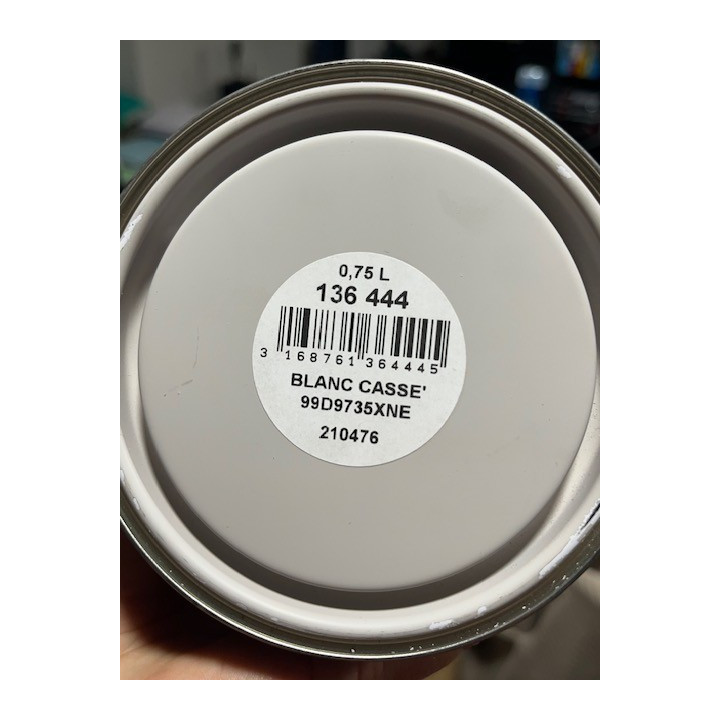 0,75 L
136 444
3 168761 364445
BLANC CASSE'
99D9735XNE
210476